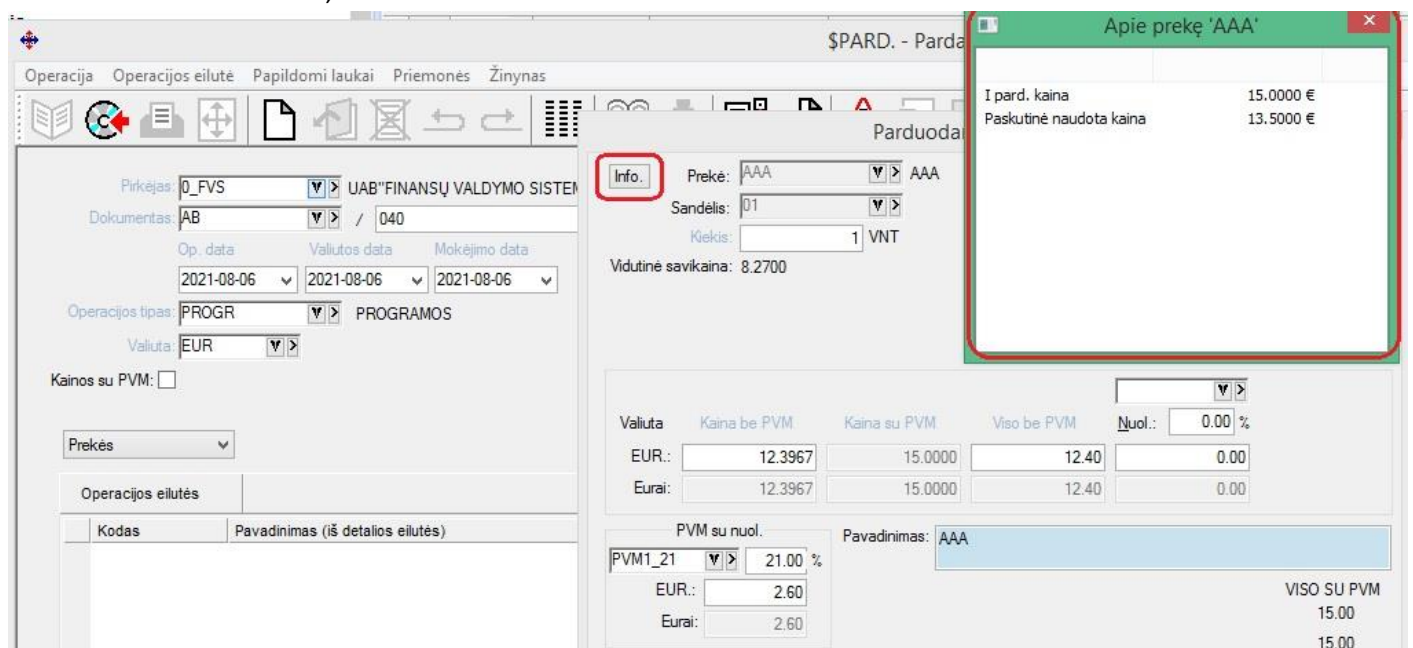 $PARD. - Parda
Apie prekę 'AAA'
Operacija Operacijos eilutė Papildomi laukai Priemonės Žinynas
I pard. kaina 15.0000 €
Paskutinė naudota kaina 13.5000 €
Parduodar
Info. Prekė: AAA AAA
Sandėlis: 01
Kiekis: 1 VNT
Vidutinė savikaina: 8.2700
Pirkėjas: 0_FVS UAB"FINANSŲ VALDYMO SISTEM
Dokumentas: AB / 040
Op. data Valiutos data Mokėjimo data
2021-08-06 2021-08-06 2021-08-06
Operacijos tipas: PROGR PROGRAMOS
Valiuta: EUR
Kainos su PVM:
Prekės
Operacijos eilutės
Kodas Pavadinimas (iš detalios eilutės)
Valiuta Kaina be PVM Kaina su PVM Viso be PVM Nuol.: 0.00 %
EUR.: 12.3967 15.0000 12.40 0.00
Eurai: 12.3967 15.0000 12.40 0.00
PVM su nuol. Pavadinimas: AAA
PVM1_21 21.00 %
EUR.: 2.60
Eurai: 2.60
VISO SU PVM
15.00
15.00